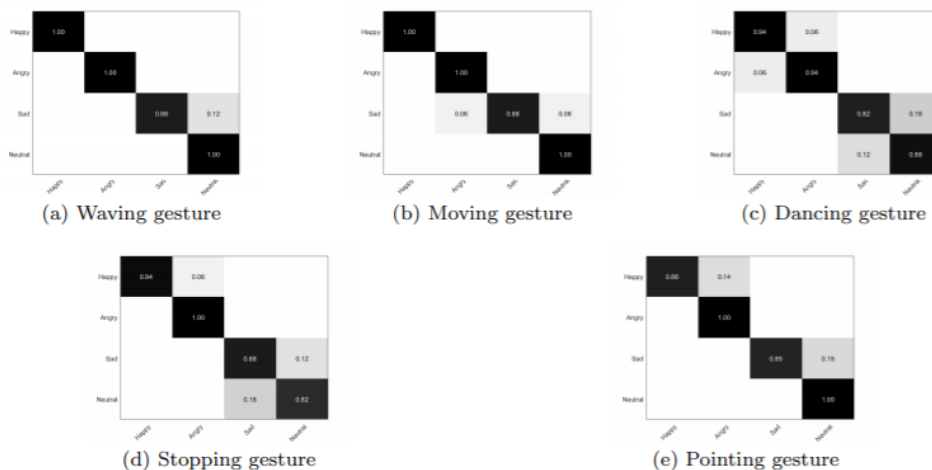 Happy 1.00
Angry 1.00
Sad 0.88 0.12
Neutral 1.00
Happy Angry Sad Neutral
(a) Waving gesture
Happy 1.00
Angry 1.00
Sad 0.06 0.88 0.06
Neutral 1.00
Happy Angry Sad Neutral
(b) Moving gesture
Happy 0.94 0.06
Angry 0.06 0.94
Sad 0.82 0.18
Neutral 0.12 0.88
Happy Angry Sad Neutral
(c) Dancing gesture
Happy 0.94 0.06
Angry 1.00
Sad 0.88 0.12
Neutral 0.18 0.82
Happy Angry Sad Neutral
(d) Stopping gesture
Happy 0.86 0.14
Angry 1.00
Sad 0.85 0.15
Neutral 1.00
Happy Angry Sad Neutral
(e) Pointing gesture